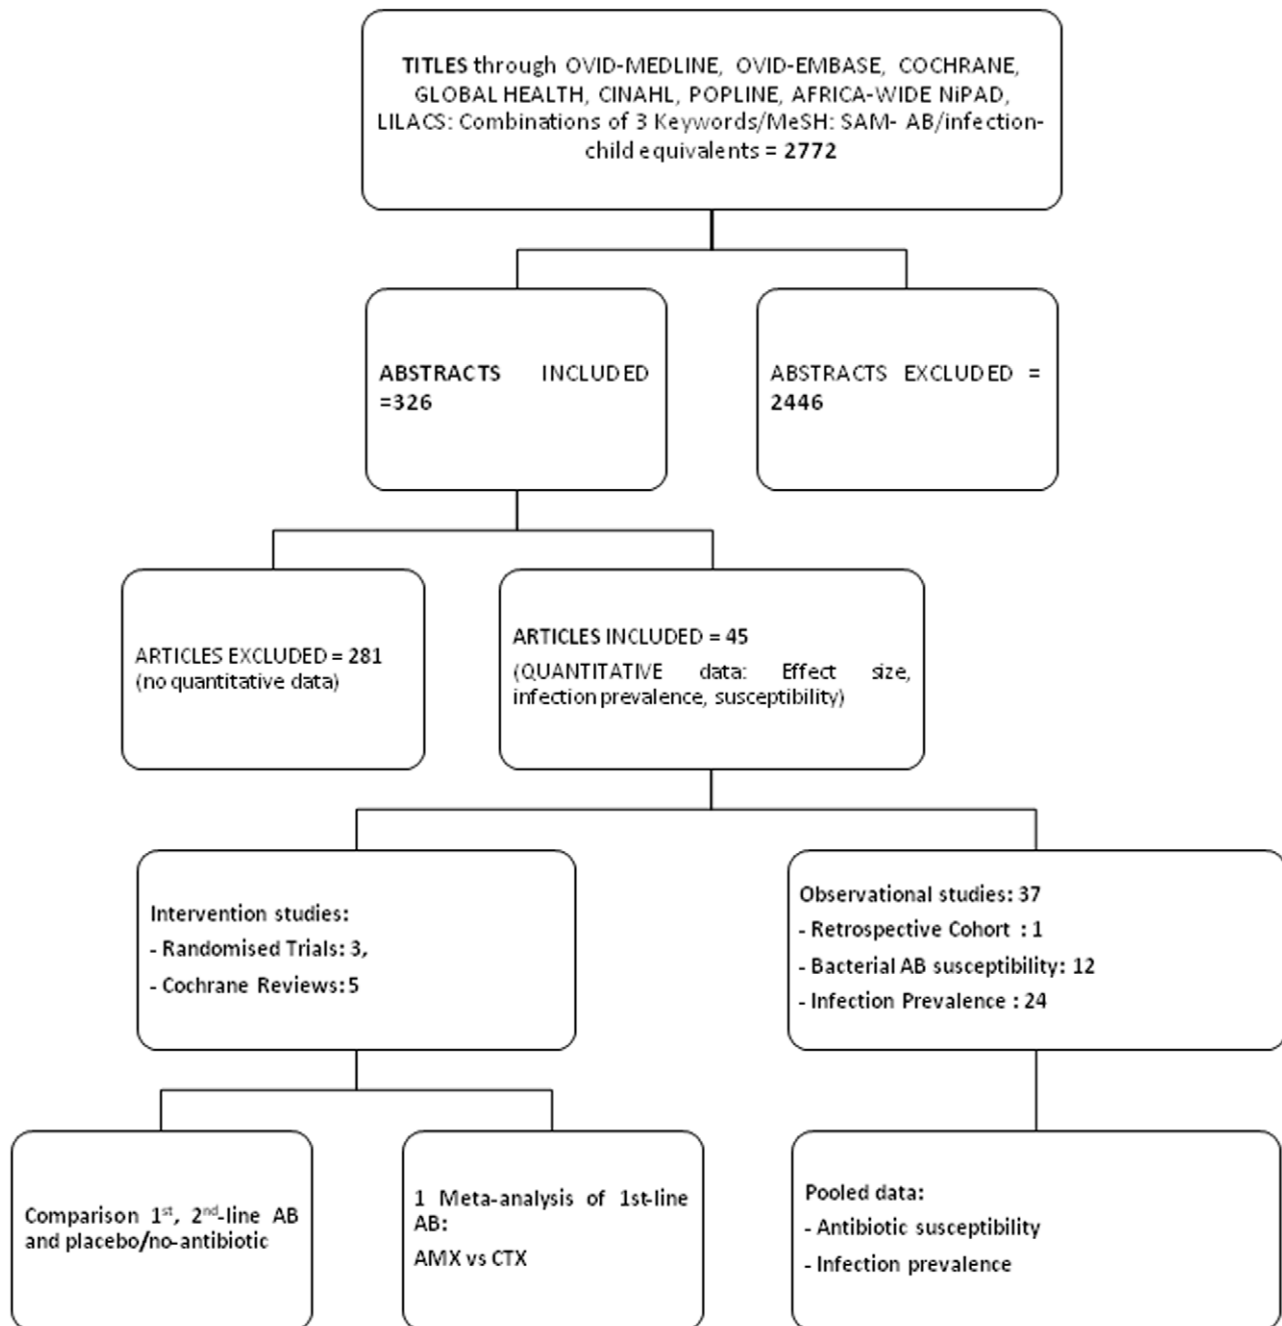 TITLES through OVID-MEDLINE, OVID-EMBASE, COCHRANE,
GLOBAL HEALTH, CINAHL, POPLINE, AFRICA-WIDE NiPAD,
LILACS: Combinations of 3 Keywords/MeSH: SAM- AB/infection-
child equivalents = 2772
ABSTRACTS INCLUDED
=326
ABSTRACTS EXCLUDED =
2446
ARTICLES EXCLUDED = 281
(no quantitative data)
ARTICLES INCLUDED = 45
(QUANTITATIVE data: Effect size,
infection prevalence, susceptibility)
Intervention studies:
- Randomised Trials: 3,
- Cochrane Reviews: 5
Observational studies: 37
- Retrospective Cohort : 1
- Bacterial AB susceptibility: 12
- Infection Prevalence : 24
Comparison 1st, 2nd-line AB
and placebo/no-antibiotic
1 Meta-analysis of 1st-line
AB:
AMX vs CTX
Pooled data:
- Antibiotic susceptibility
- Infection prevalence